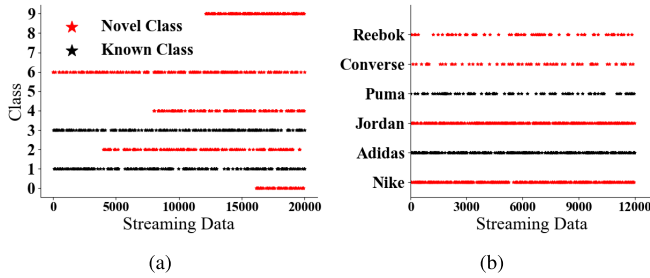 9
8
7
6
5
4
3
2
1
0
Class
Novel Class
Known Class
0 5000 10000 15000 20000
Streaming Data
(a)
Reebok
Converse
Puma
Jordan
Adidas
Nike
0 3000 6000 9000 12000
Streaming Data
(b)